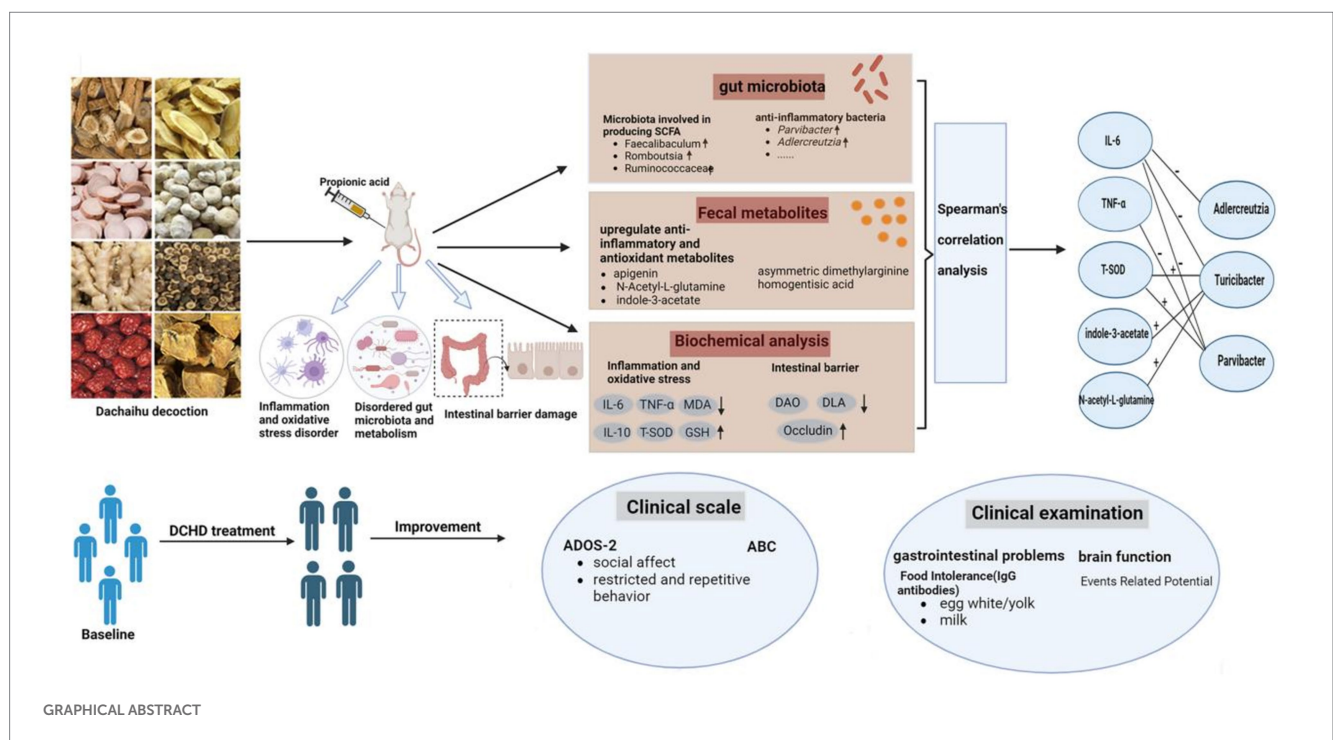 gut microbiota
Microbiota involved in
producing SCFA
• Faecalibaculum↑
• Romboutsia ↑
• Ruminococcaceae↑
anti-inflammatory bacteria
• Parvibacter↑
• Adlercreutzia↑
• ......
Propionic acid
Dachaihu decoction
Inflammation
and oxidative
stress disorder
Disordered gut
microbiota and
metabolism
Intestinal barrier damage
Fecal metabolites
upregulate anti-
inflammatory and
antioxidant metabolites
• apigenin
• N-Acetyl-L-glutamine
• indole-3-acetate
asymmetric dimethylarginine
homogentisic acid
Biochemical analysis
Inflammation and
oxidative stress
IL-6 TNF-α MDA ↓
IL-10 T-SOD GSH ↑
Intestinal barrier
DAO DLA ↓
Occludin ↑
Spearman's
correlation
analysis
IL-6
TNF-α
T-SOD
indole-3-acetate
N-acetyl-L-glutamine
-
-
-
+
-
+
+
+
Adlercreutzia
Turicibacter
Parvibacter
Baseline
DCHD treatment
Improvement
Clinical scale
ADOS-2
• social affect
• restricted and repetitive
behavior
ABC
Clinical examination
gastrointestinal problems
Food Intolerance(IgG
antibodies)
• egg white/yolk
• milk
brain function
Events Related Potential
GRAPHICAL ABSTRACT